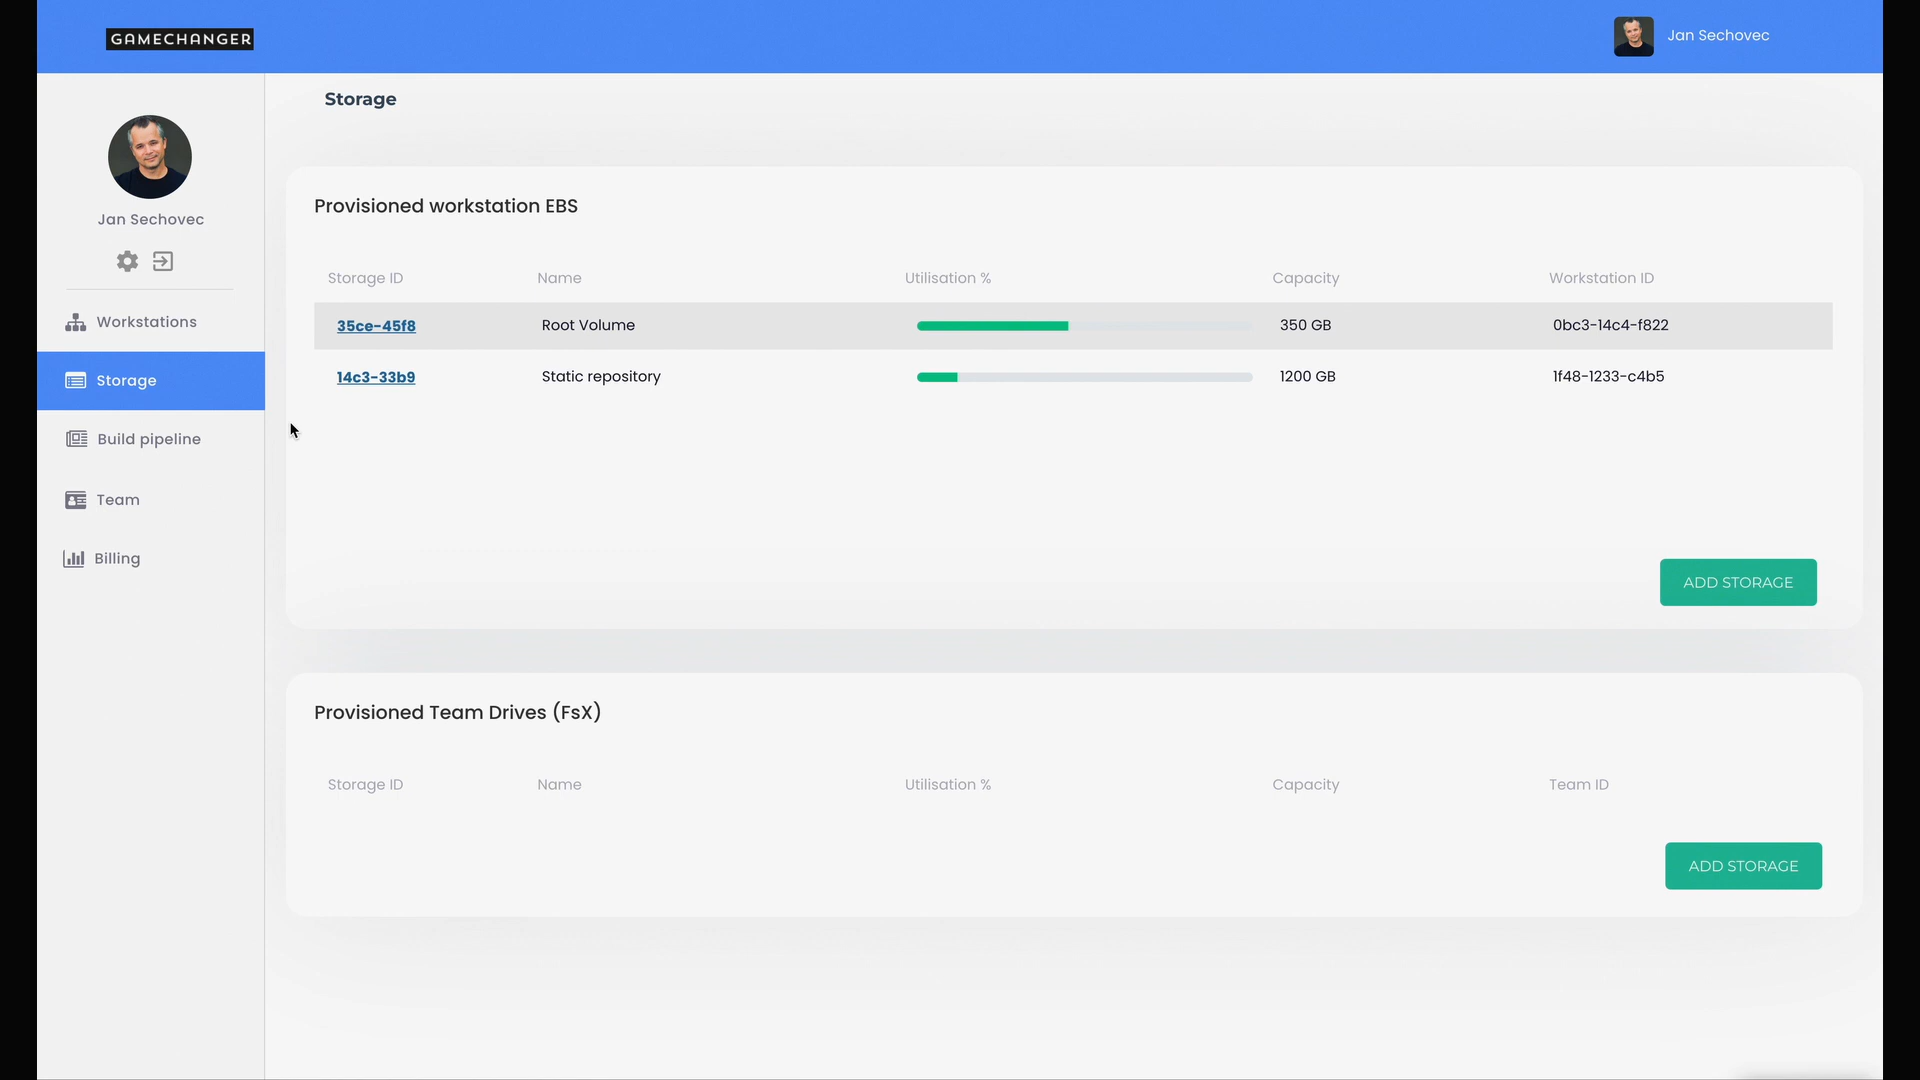 GAMECHANGER
Jan Sechovec
Jan Sechovec
Workstations
Storage
Build pipeline
Team
Billing
Storage
Provisioned workstation EBS
Storage ID Name Utilisation % Capacity Workstation ID
35ce-45f8 Root Volume 350 GB 0bc3-14c4-f822
14c3-33b9 Static repository 1200 GB 1f48-1233-c4b5
ADD STORAGE
Provisioned Team Drives (FsX)
Storage ID Name Utilisation % Capacity Team ID
ADD STORAGE